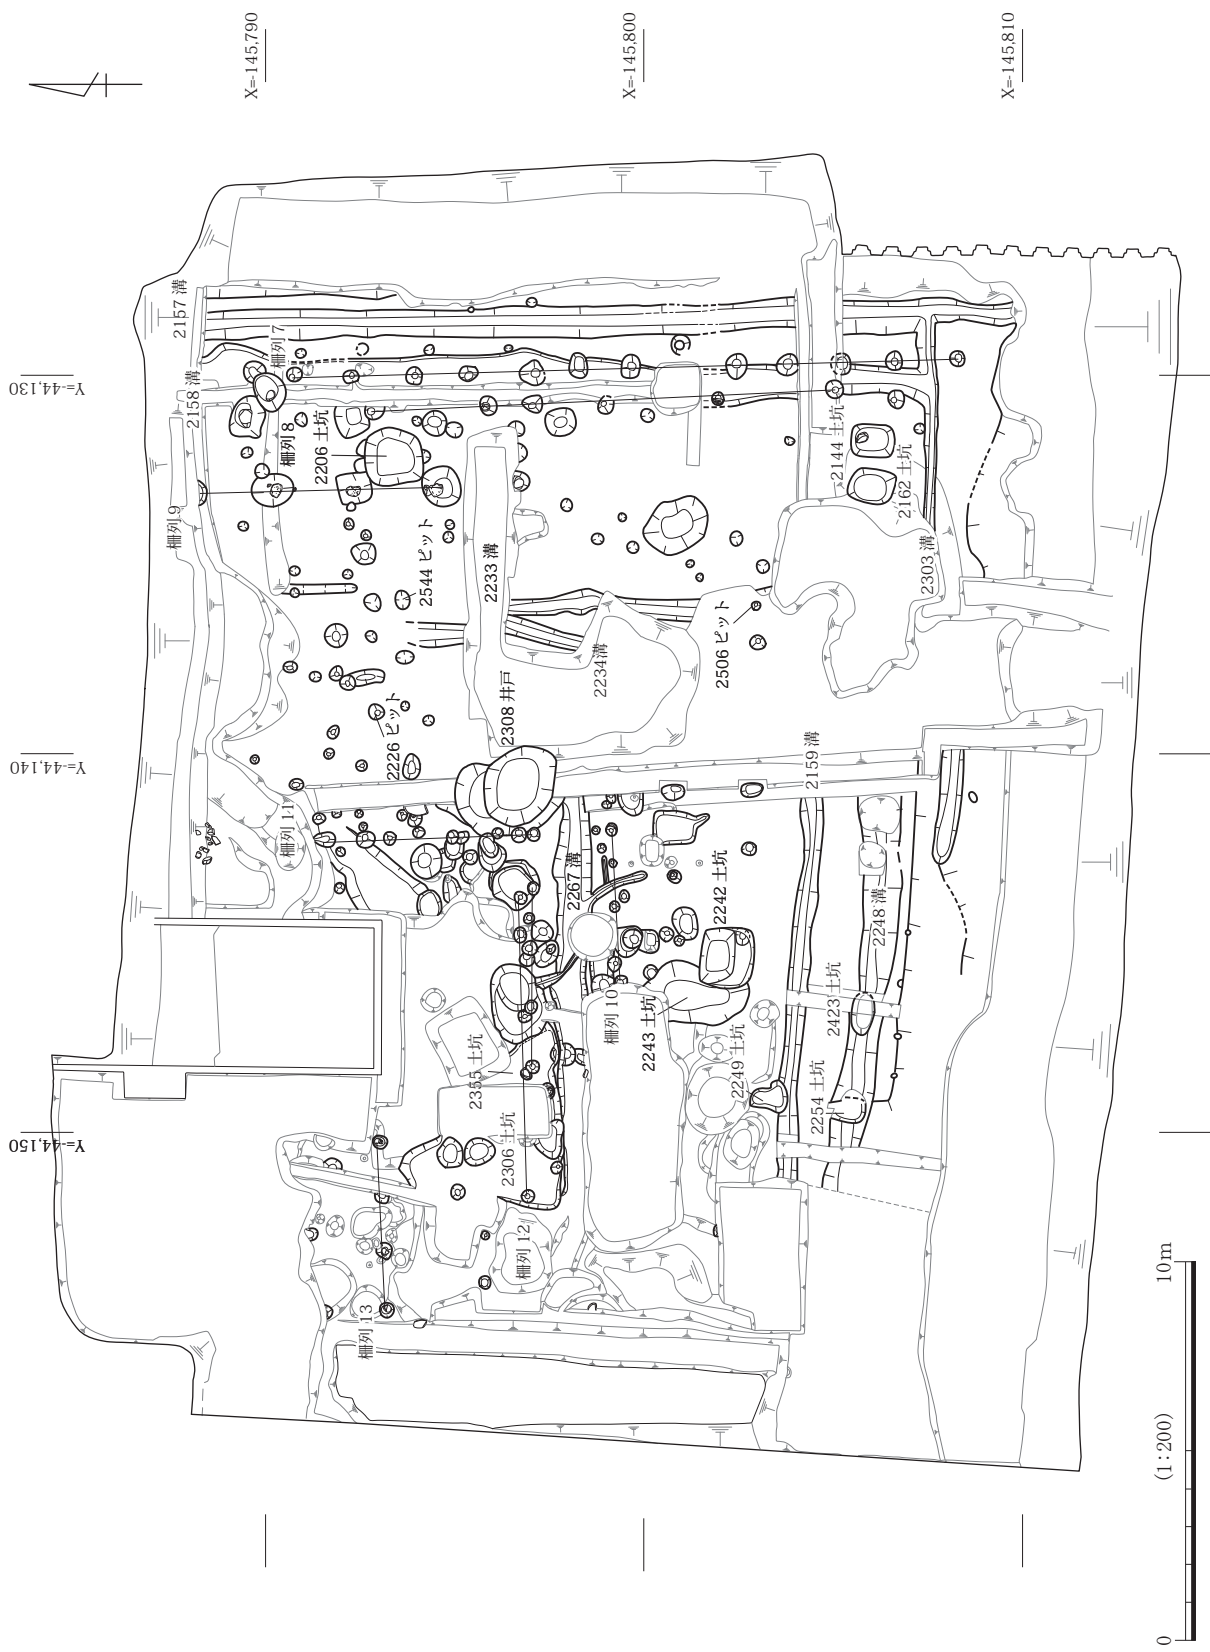 X=-145,790
X=-145,800
X=-145,810
Y=-44,130
Y=-44,140
Y=-44,150
2157 溝
柵列 7
2158 溝
柵列 8
2206 土坑
柵列 9
2144 土坑
2162 土坑
2544 ピット
2233 溝
2303 溝
2234溝
2506 ピット
2226 ピット
2308 井戸
2159 溝
柵列 11
2267 溝
2242 土坑
2248 溝
柵列 10
2243 土坑
2423 土坑
2249 土坑
2355 土坑
2254 土坑
2306 土坑
柵列 12
柵列 13
0
(1:200)
10m